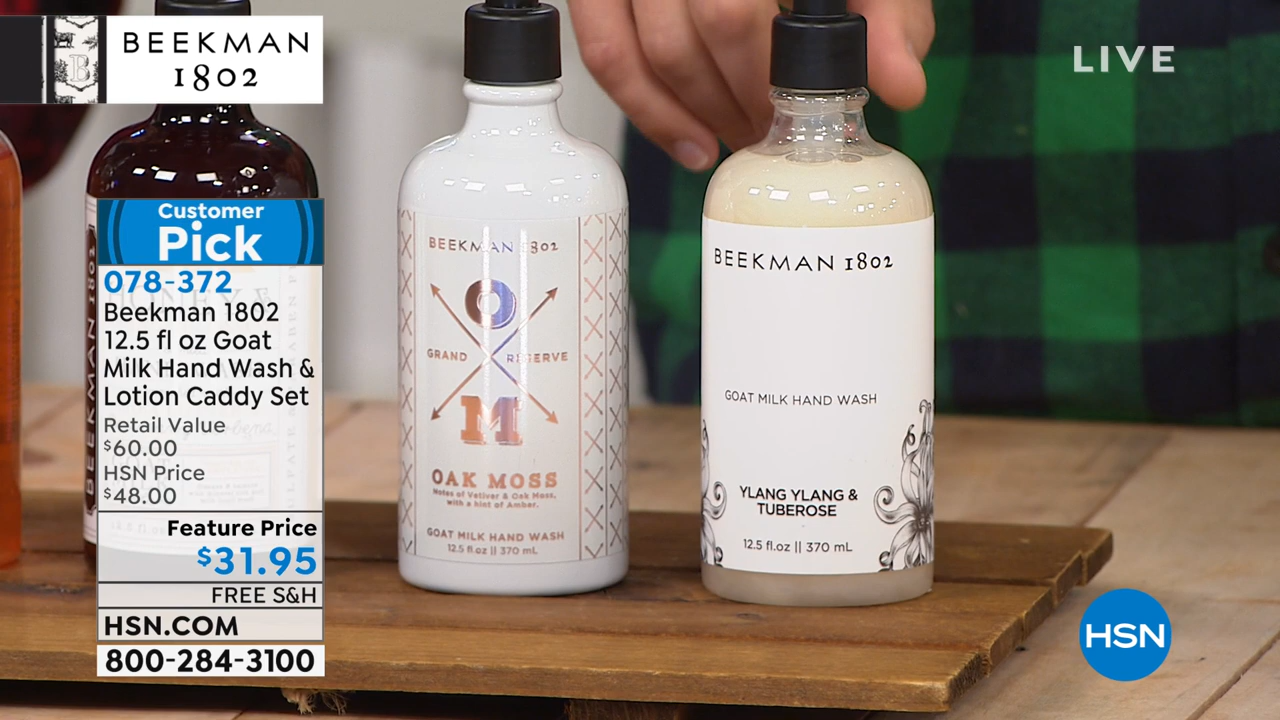 BEEKMAN
1802
LIVE
Customer
Pick
078-372
Beekman 1802
12.5 fl oz Goat
Milk Hand Wash &
Lotion Caddy Set
Retail Value
$60.00
HSN Price
$48.00
Feature Price
$31.95
FREE S&H
HSN.COM
800-284-3100
BEEKMAN 1802
HONEY &
BEEKMAN 1802
O
GRAND RESERVE
M
OAK MOSS
Notes of Vetiver & Oak Moss,
with a hint of Amber.
GOAT MILK HAND WASH
12.5 fl.oz || 370 mL
BEEKMAN 1802
GOAT MILK HAND WASH
YLANG YLANG &
TUBEROSE
12.5 fl.oz || 370 mL
HSN